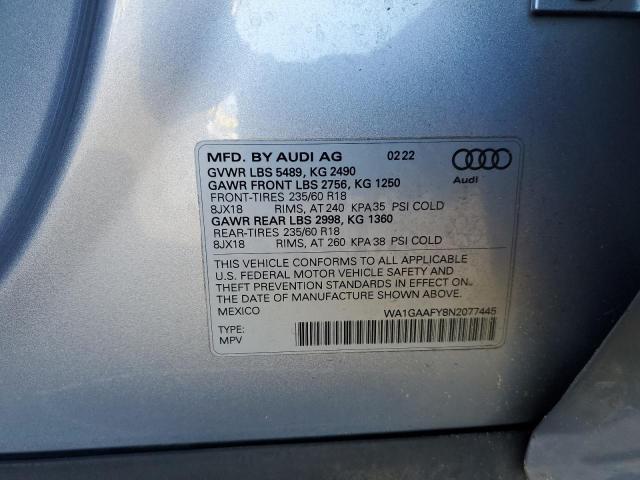 MFD. BY AUDI AG 02 22
GVWR LBS 5489, KG 2490
GAWR FRONT LBS 2756, KG 1250
FRONT-TIRES 235/60 R18
8JX18 RIMS, AT 240 KPA 35 PSI COLD
GAWR REAR LBS 2998, KG 1360
REAR-TIRES 235/60 R18
8JX18 RIMS, AT 260 KPA 38 PSI COLD
Audi
THIS VEHICLE CONFORMS TO ALL APPLICABLE
U.S. FEDERAL MOTOR VEHICLE SAFETY AND
THEFT PREVENTION STANDARDS IN EFFECT ON
THE DATE OF MANUFACTURE SHOWN ABOVE.
MEXICO WA1GAAFY8N2077445
TYPE:
MPV